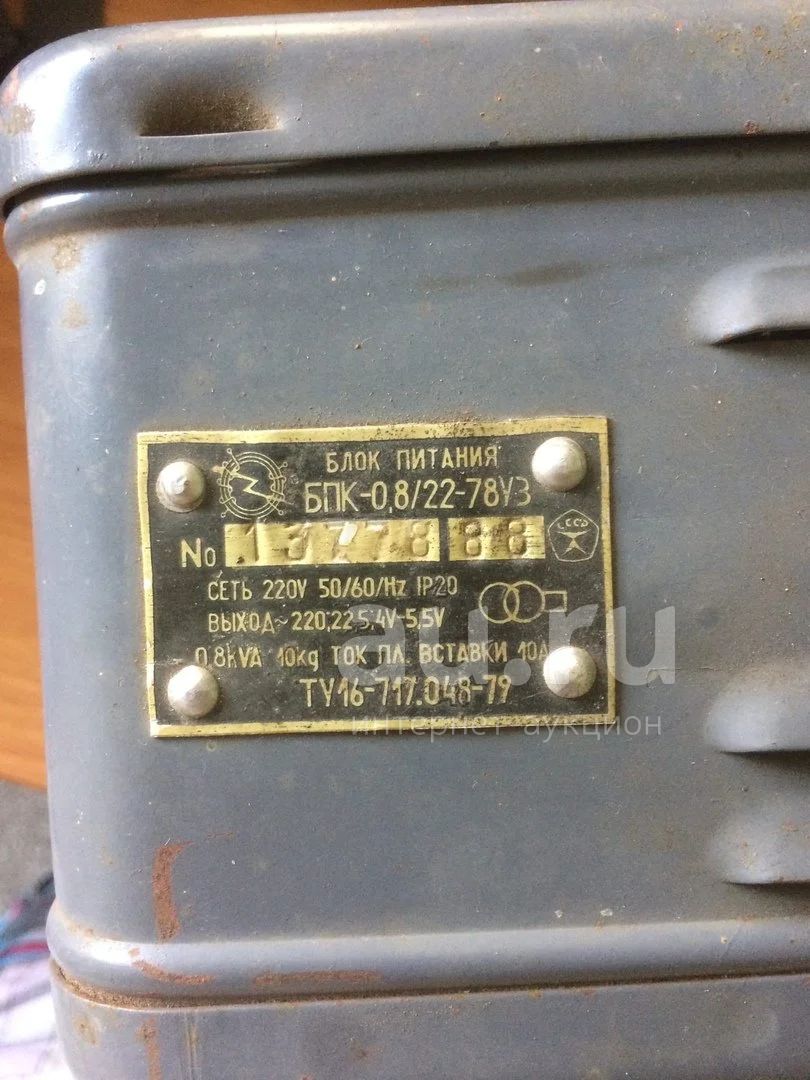 БЛОК ПИТАНИЯ
БПК-0,8/22-78У3
No 13778 88
СССР
СЕТЬ 220V 50/60/Hz IP20
ВЫХОД~220,22 5,4V-5,5V
0,8kVA 10kg ТОК ПЛ. ВСТАВКИ 10А
ТУ16-717.048-79
au.ru
интернет-аукцион